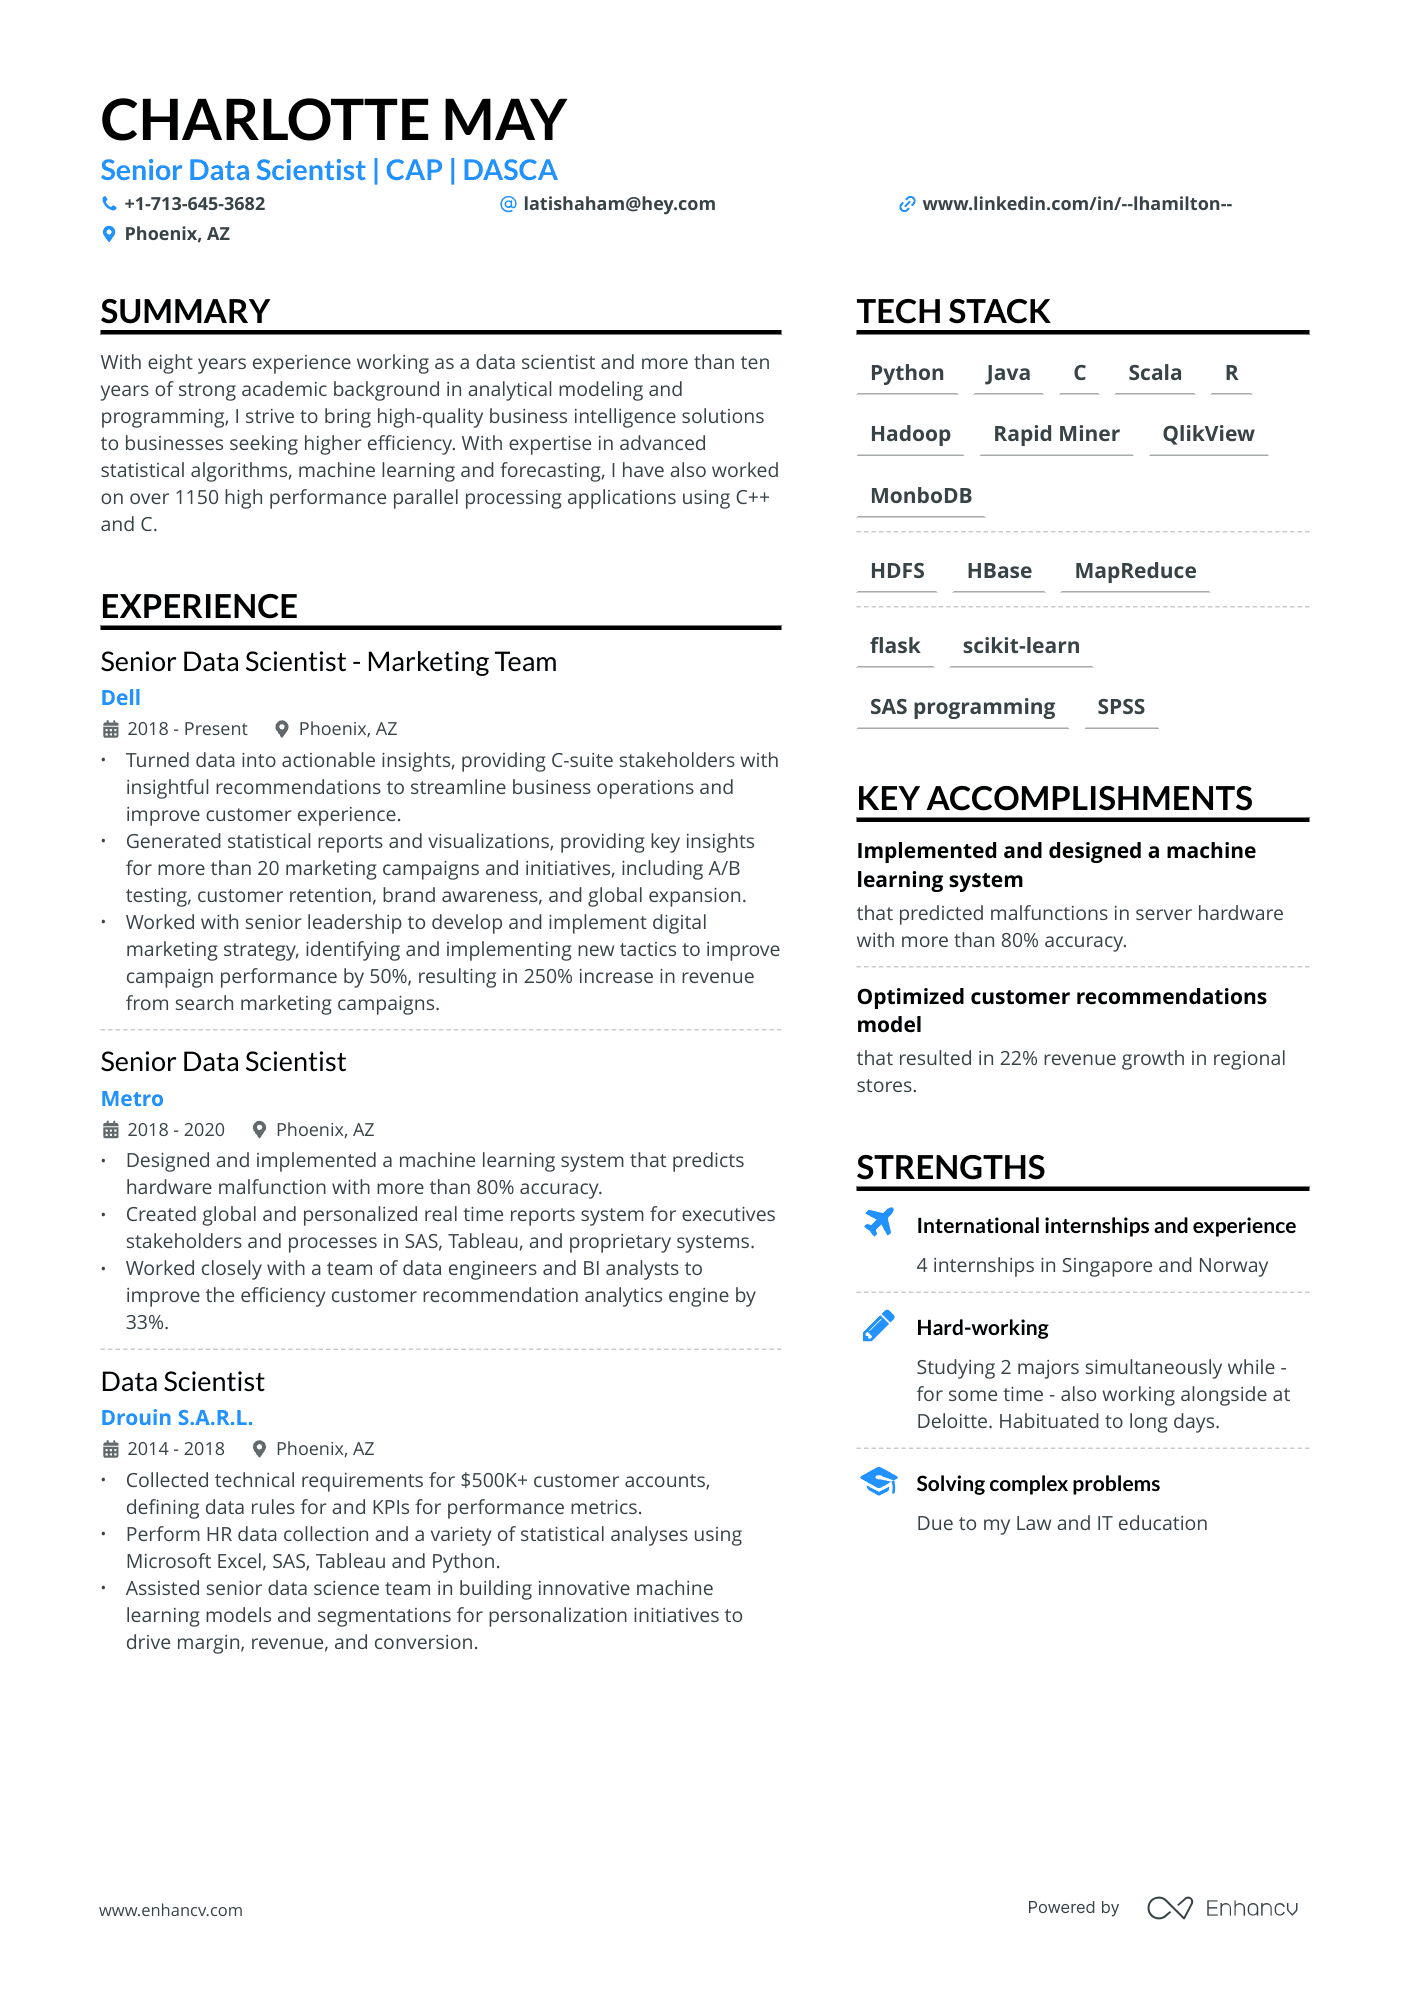 CHARLOTTE MAY
Senior Data Scientist | CAP | DASCA
+1-713-645-3682
latishaham@hey.com
www.linkedin.com/in/--lhamilton--
Phoenix, AZ
SUMMARY
With eight years experience working as a data scientist and more than ten
years of strong academic background in analytical modeling and
programming, I strive to bring high-quality business intelligence solutions
to businesses seeking higher efficiency. With expertise in advanced
statistical algorithms, machine learning and forecasting, I have also worked
on over 1150 high performance parallel processing applications using C++
and C.
EXPERIENCE
Senior Data Scientist - Marketing Team
Dell
2018 - Present Phoenix, AZ
• Turned data into actionable insights, providing C-suite stakeholders with
insightful recommendations to streamline business operations and
improve customer experience.
• Generated statistical reports and visualizations, providing key insights
for more than 20 marketing campaigns and initiatives, including A/B
testing, customer retention, brand awareness, and global expansion.
• Worked with senior leadership to develop and implement digital
marketing strategy, identifying and implementing new tactics to improve
campaign performance by 50%, resulting in 250% increase in revenue
from search marketing campaigns.
Senior Data Scientist
Metro
2018 - 2020 Phoenix, AZ
• Designed and implemented a machine learning system that predicts
hardware malfunction with more than 80% accuracy.
• Created global and personalized real time reports system for executives
stakeholders and processes in SAS, Tableau, and proprietary systems.
• Worked closely with a team of data engineers and BI analysts to
improve the efficiency customer recommendation analytics engine by
33%.
Data Scientist
Drouin S.A.R.L.
2014 - 2018 Phoenix, AZ
• Collected technical requirements for $500K+ customer accounts,
defining data rules for and KPIs for performance metrics.
• Perform HR data collection and a variety of statistical analyses using
Microsoft Excel, SAS, Tableau and Python.
• Assisted senior data science team in building innovative machine
learning models and segmentations for personalization initiatives to
drive margin, revenue, and conversion.
TECH STACK
Python Java C Scala R
Hadoop Rapid Miner QlikView
MonboDB
HDFS HBase MapReduce
flask scikit-learn
SAS programming SPSS
KEY ACCOMPLISHMENTS
Implemented and designed a machine
learning system
that predicted malfunctions in server hardware
with more than 80% accuracy.
Optimized customer recommendations
model
that resulted in 22% revenue growth in regional
stores.
STRENGTHS
International internships and experience
4 internships in Singapore and Norway
Hard-working
Studying 2 majors simultaneously while -
for some time - also working alongside at
Deloitte. Habituated to long days.
Solving complex problems
Due to my Law and IT education
www.enhancv.com
Powered by Enhancv